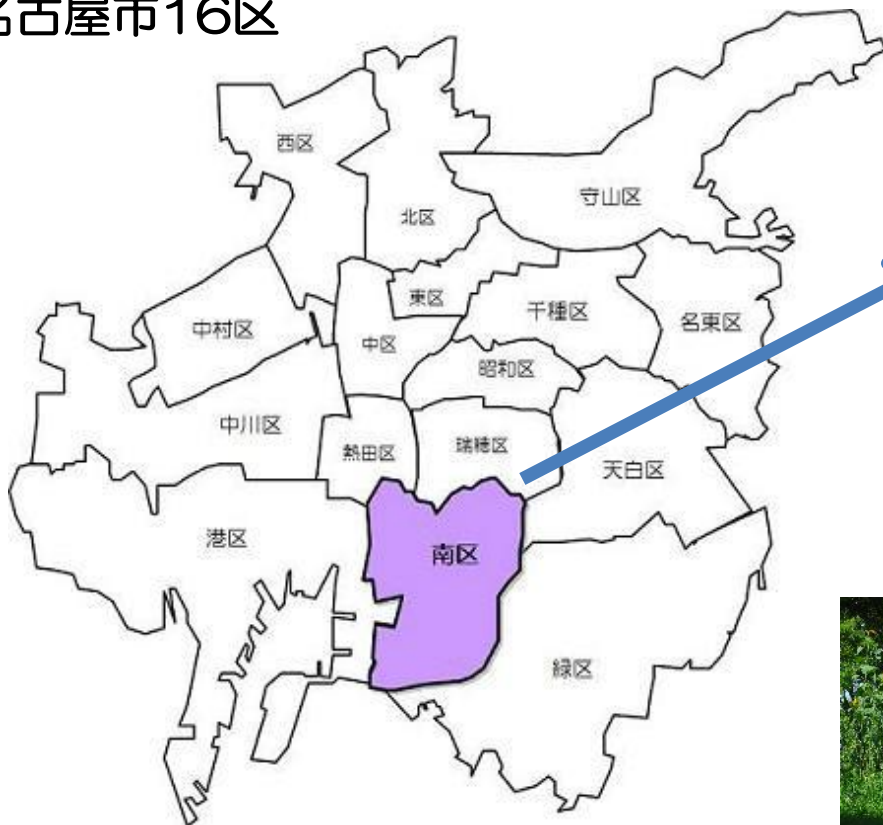 名古屋市16区
西区
北区
守山区
東区
千種区
名東区
中村区
中区
昭和区
中川区
熱田区
瑞穂区
天白区
港区
南区
緑区